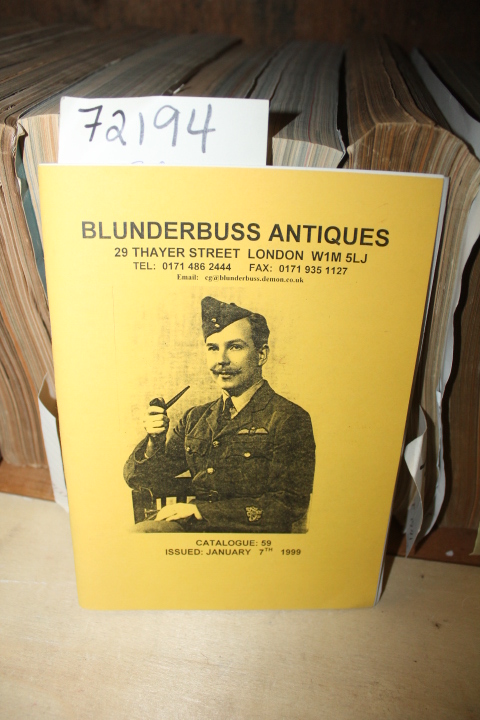 72194
BLUNDERBUSS ANTIQUES
29 THAYER STREET LONDON W1M 5LJ
TEL: 0171 486 2444 FAX: 0171 935 1127
Email: cg@blunderbuss.demon.co.uk
CATALOGUE: 59
ISSUED: JANUARY 7TH 1999